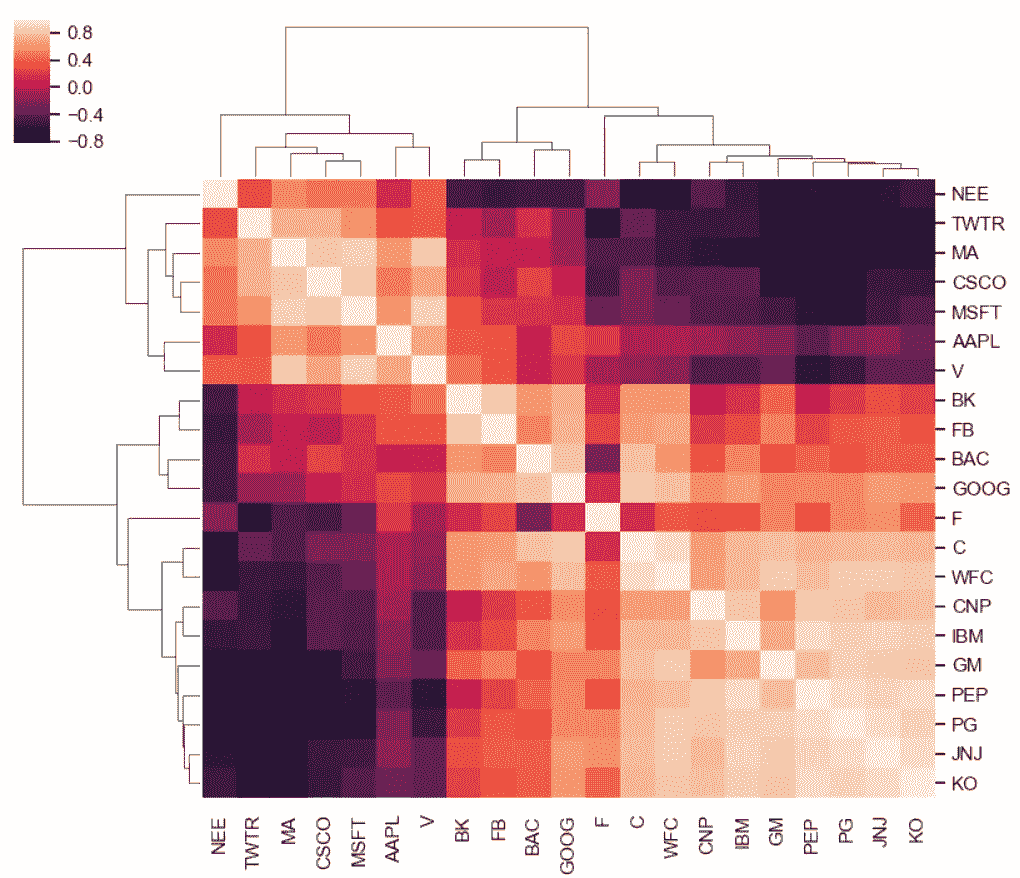 0.8
0.4
0.0
−0.4
−0.8
NEE
TWTR
MA
CSCO
MSFT
AAPL
V
BK
FB
BAC
GOOG
F
C
WFC
CNP
IBM
GM
PEP
PG
JNJ
KO
NEE
TWTR
MA
CSCO
MSFT
AAPL
V
BK
FB
BAC
GOOG
F
C
WFC
CNP
IBM
GM
PEP
PG
JNJ
KO